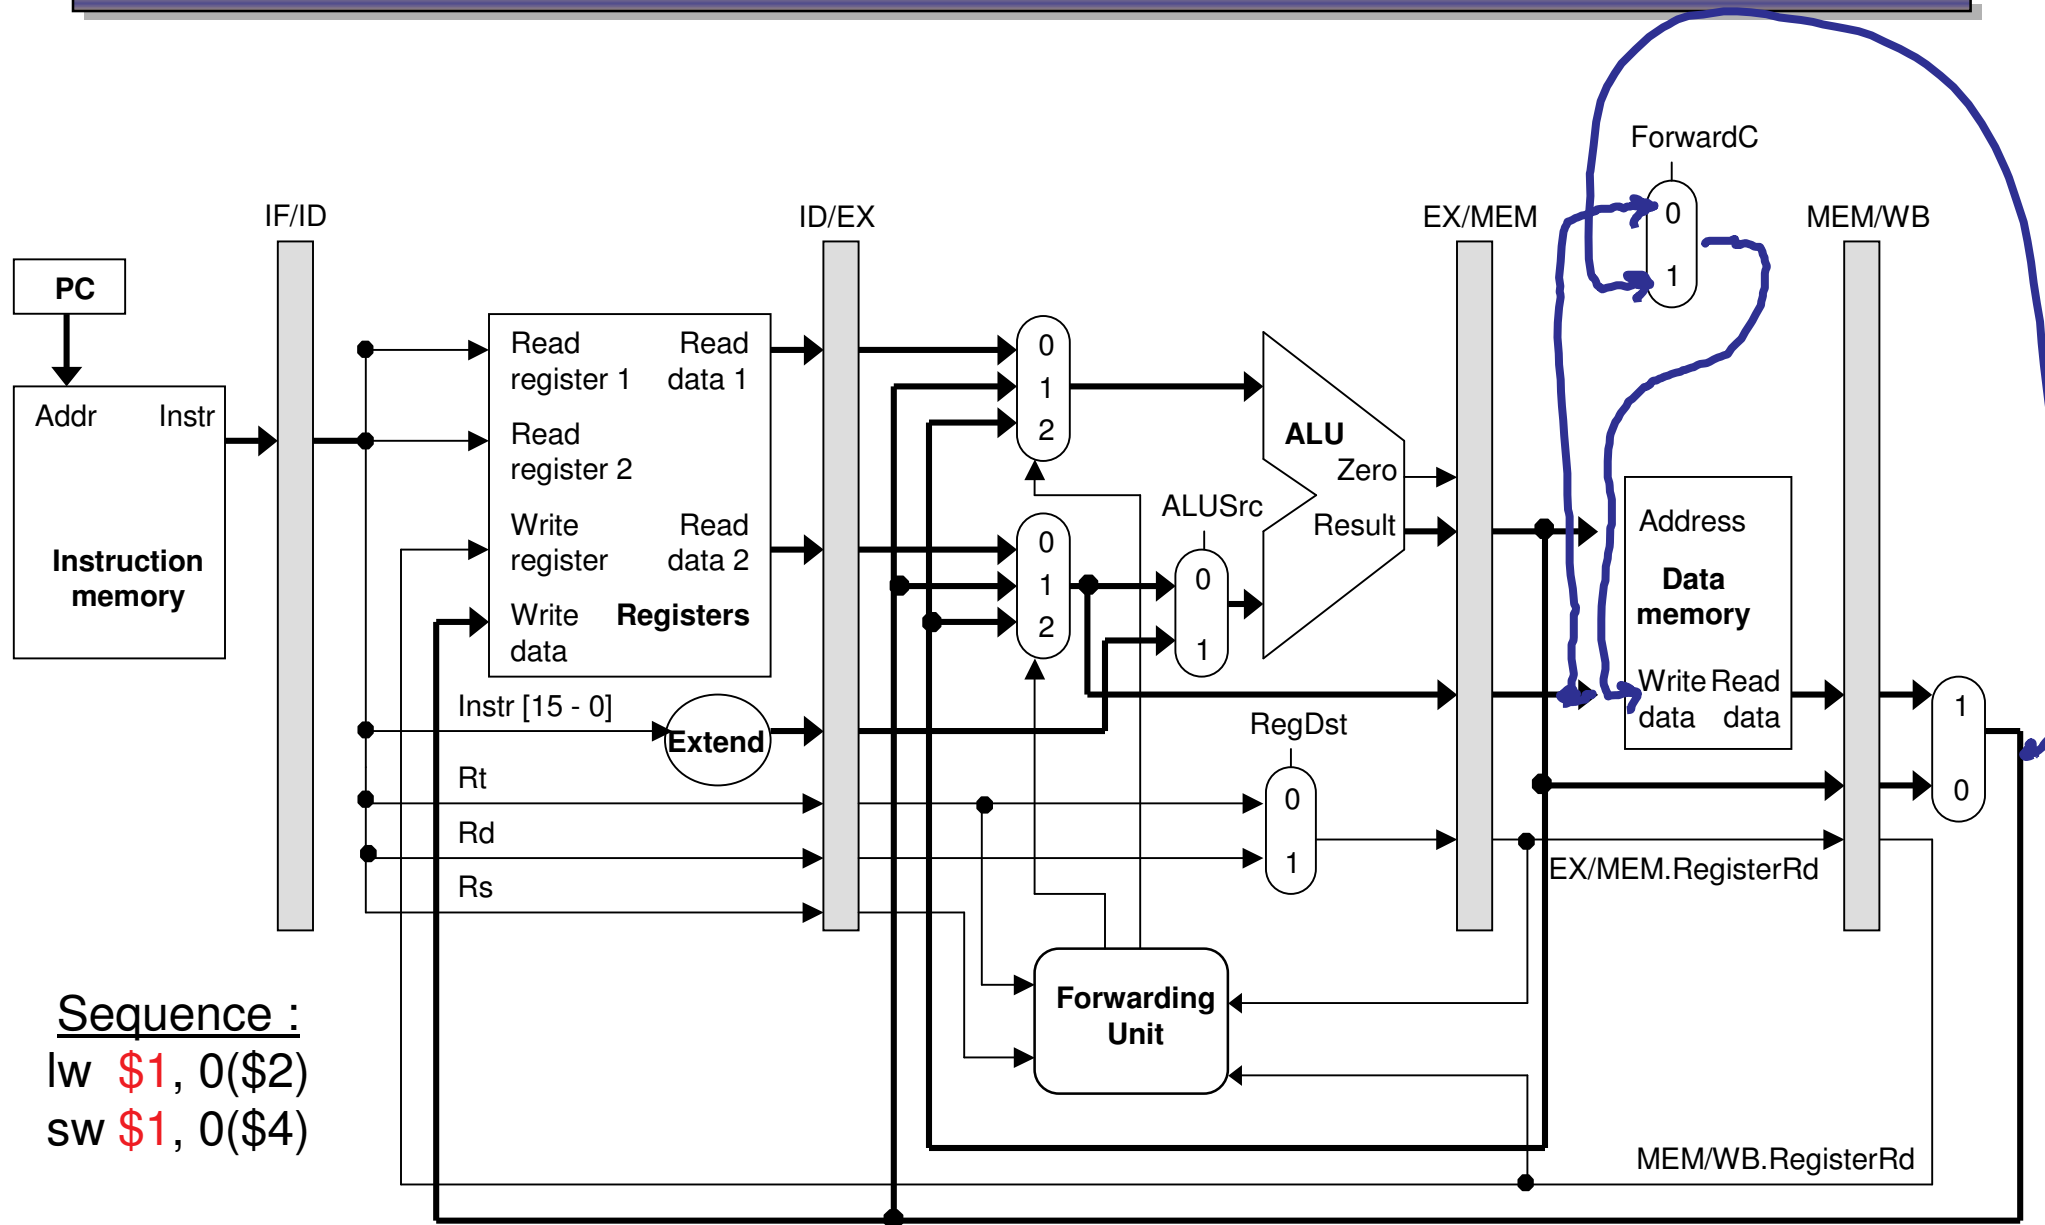 ForwardC
0
1
IF/ID
ID/EX
EX/MEM
MEM/WB
PC
Addr Instr
Instruction
memory
Read
register 1
Read
data 1
Read
register 2
Write
register
Read
data 2
Write
data
Registers
0
1
2
0
1
2
ALUSrc
0
1
ALU
Zero
Result
Address
Data
memory
Write
data
Read
data
1
0
Instr [15 - 0]
Extend
RegDst
0
1
Rt
Rd
Rs
EX/MEM.RegisterRd
Forwarding
Unit
MEM/WB.RegisterRd
Sequence :
lw $1, 0($2)
sw $1, 0($4)